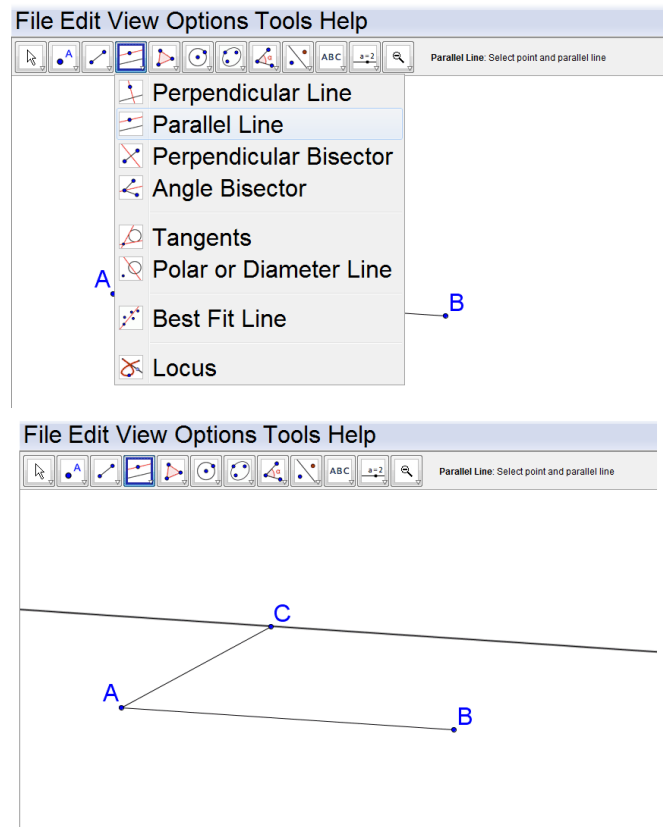 File Edit View Options Tools Help
A ABC a=2 Parallel Line: Select point and parallel line
Perpendicular Line
Parallel Line
Perpendicular Bisector
Angle Bisector
Tangents
Polar or Diameter Line
A
B
Best Fit Line
Locus
File Edit View Options Tools Help
A ABC a=2 Parallel Line: Select point and parallel line
C
A
B